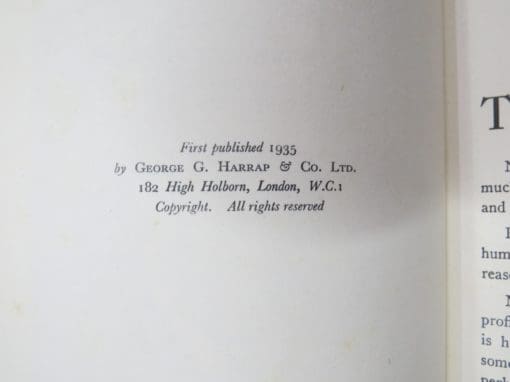 First published 1935
by GEORGE G. HARRAP & CO. LTD.
182 High Holborn, London, W.C.1
Copyright. All rights reserved
T
N
muc
and
I
hum
reas
N
prof
is h
som